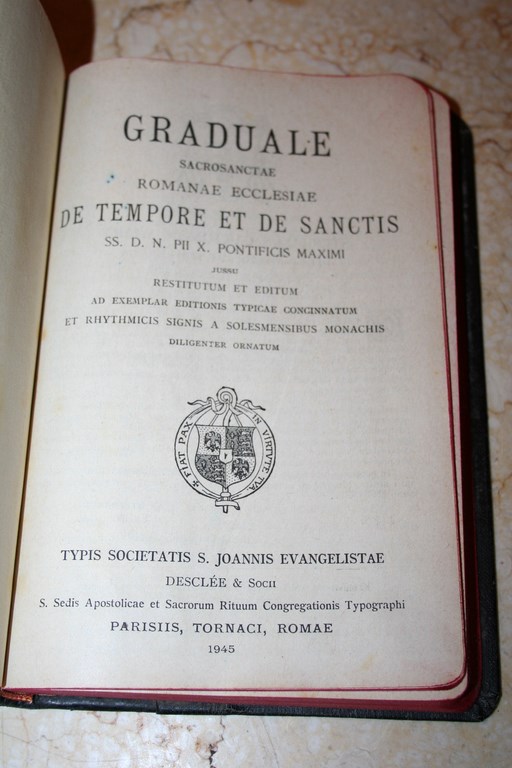 GRADUALE
SACROSANCTAE
ROMANAE ECCLESIAE
DE TEMPORE ET DE SANCTIS
SS. D. N. PII X. PONTIFICIS MAXIMI
JUSSU
RESTITUTUM ET EDITUM
AD EXEMPLAR EDITIONIS TYPICAE CONCINNATUM
ET RHYTHMICIS SIGNIS A SOLESMENSIBUS MONACHIS
DILIGENTER ORNATUM
✠ FIAT PAX IN VIRTVTE TVA
TYPIS SOCIETATIS S. JOANNIS EVANGELISTAE
DESCLÉE & SOCII
S. Sedis Apostolicae et Sacrorum Rituum Congregationis Typographi
PARISIIS, TORNACI, ROMAE
1945